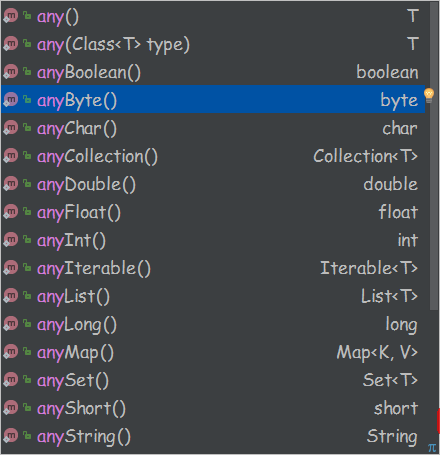 any() T
any(Class<T> type) T
anyBoolean() boolean
anyByte() byte
anyChar() char
anyCollection() Collection<T>
anyDouble() double
anyFloat() float
anyInt() int
anyIterable() Iterable<T>
anyList() List<T>
anyLong() long
anyMap() Map<K, V>
anySet() Set<T>
anyShort() short
anyString() String
π